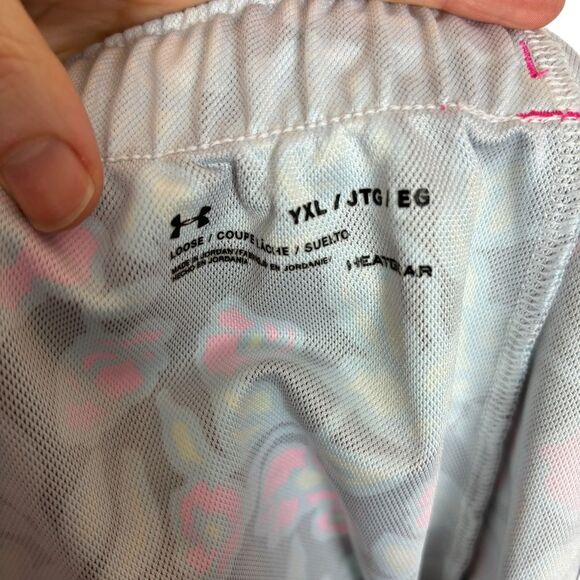 YXL / JTG / EG
LOOSE / COUPE LÂCHE / SUELTO
MADE IN JORDAN / FABRIQUÉ EN JORDANIE /
HECHO EN JORDANIA
HEATGEAR